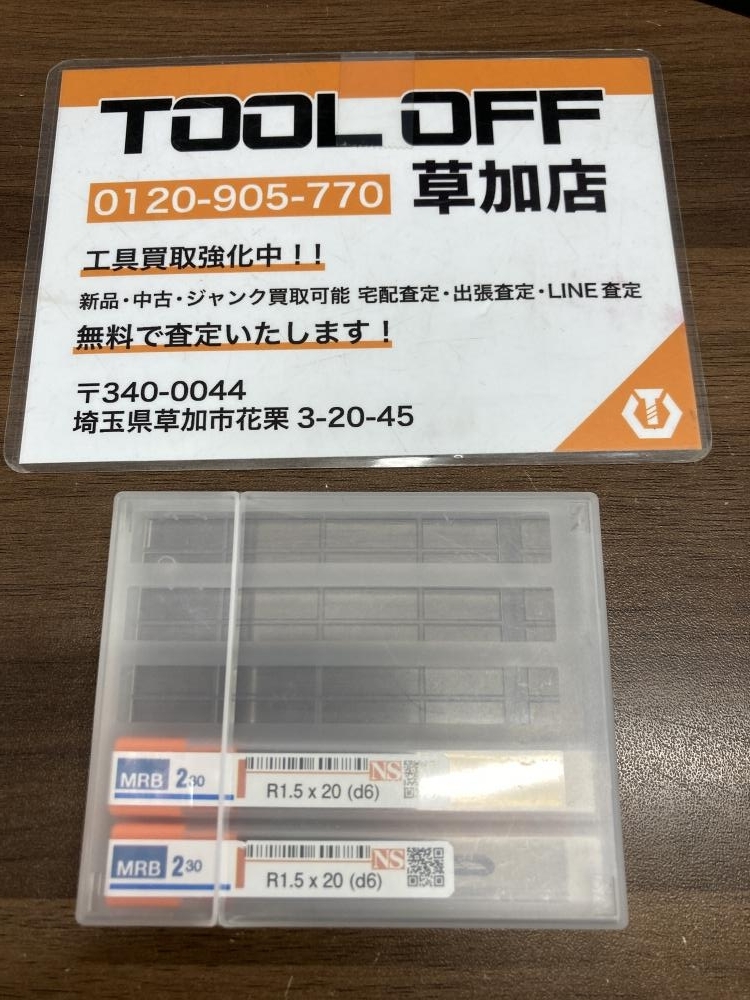 TOOL OFF
0120-905-770 草加店
工具買取強化中！！
新品・中古・ジャンク買取可能 宅配査定・出張査定・LINE査定
無料で査定いたします！
〒340-0044
埼玉県草加市花栗 3-20-45
MRB 230 NS
R1.5 x 20 (d6)
MRB 230 NS
R1.5 x 20 (d6)